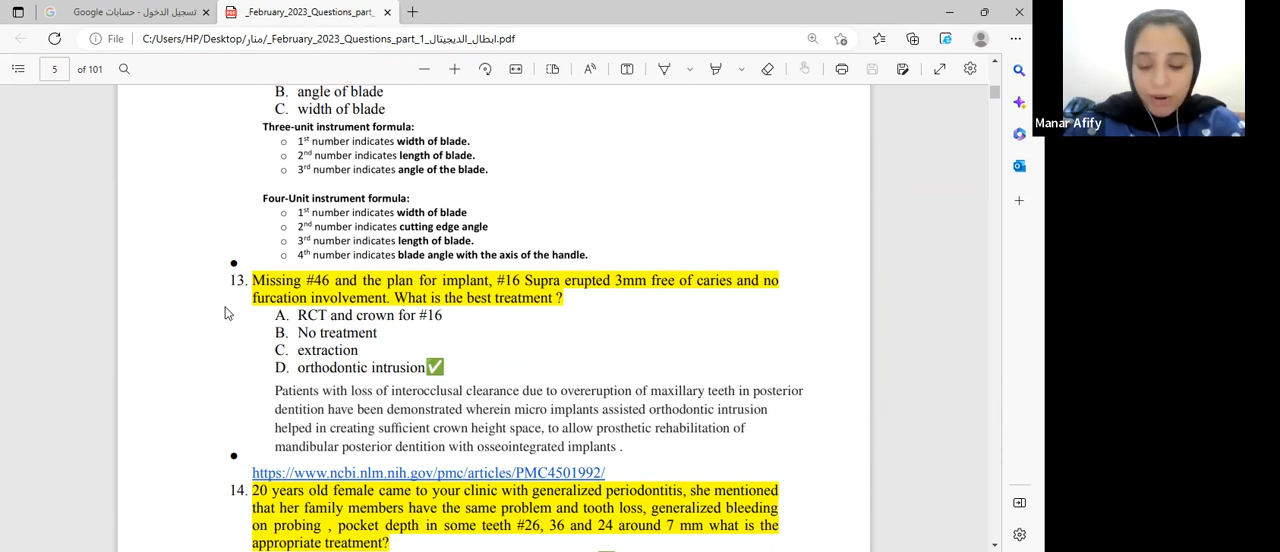 تسجيل الدخول - حسابات Google
_February_2023_Questions_part_
File
C:/Users/HP/Desktop/منار/_February_2023_Questions_part_1_ابطال_الديجيتال.pdf
5 of 101
B. angle of blade
C. width of blade
Three-unit instrument formula:
○ 1st number indicates width of blade.
○ 2nd number indicates length of blade.
○ 3rd number indicates angle of the blade.
Four-Unit instrument formula:
○ 1st number indicates width of blade
○ 2nd number indicates cutting edge angle
○ 3rd number indicates length of blade.
○ 4th number indicates blade angle with the axis of the handle.
13. Missing #46 and the plan for implant, #16 Supra erupted 3mm free of caries and no
furcation involvement. What is the best treatment ?
A. RCT and crown for #16
B. No treatment
C. extraction
D. orthodontic intrusion✅
Patients with loss of interocclusal clearance due to overeruption of maxillary teeth in posterior
dentition have been demonstrated wherein micro implants assisted orthodontic intrusion
helped in creating sufficient crown height space, to allow prosthetic rehabilitation of
mandibular posterior dentition with osseointegrated implants .
https://www.ncbi.nlm.nih.gov/pmc/articles/PMC4501992/
14. 20 years old female came to your clinic with generalized periodontitis, she mentioned
that her family members have the same problem and tooth loss, generalized bleeding
on probing , pocket depth in some teeth #26, 36 and 24 around 7 mm what is the
appropriate treatment?
Manar Afify